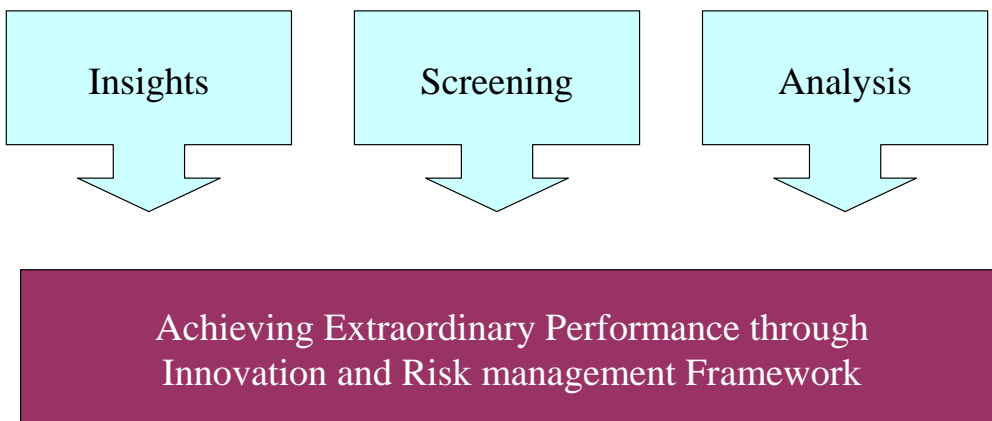 Insights
Screening
Analysis
Achieving Extraordinary Performance through
Innovation and Risk management Framework